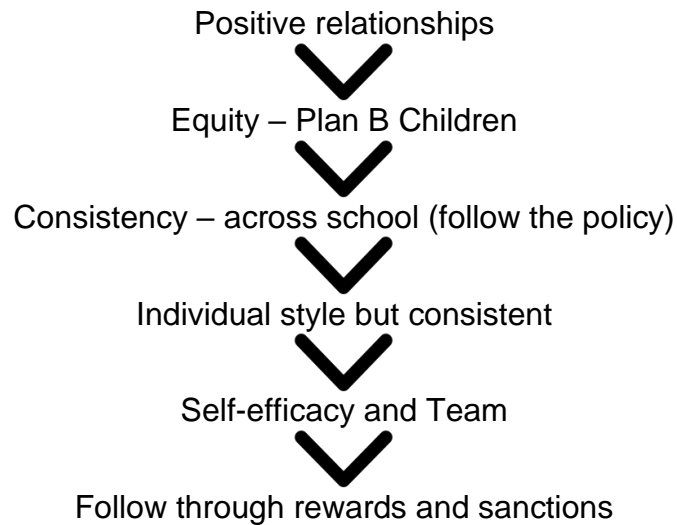 Positive relationships
Equity – Plan B Children
Consistency – across school (follow the policy)
Individual style but consistent
Self-efficacy and Team
Follow through rewards and sanctions